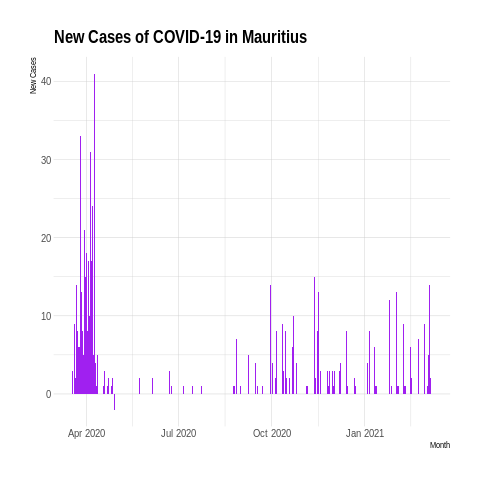 New Cases of COVID-19 in Mauritius
New Cases
40
30
20
10
0
Apr 2020 Jul 2020 Oct 2020 Jan 2021
Month